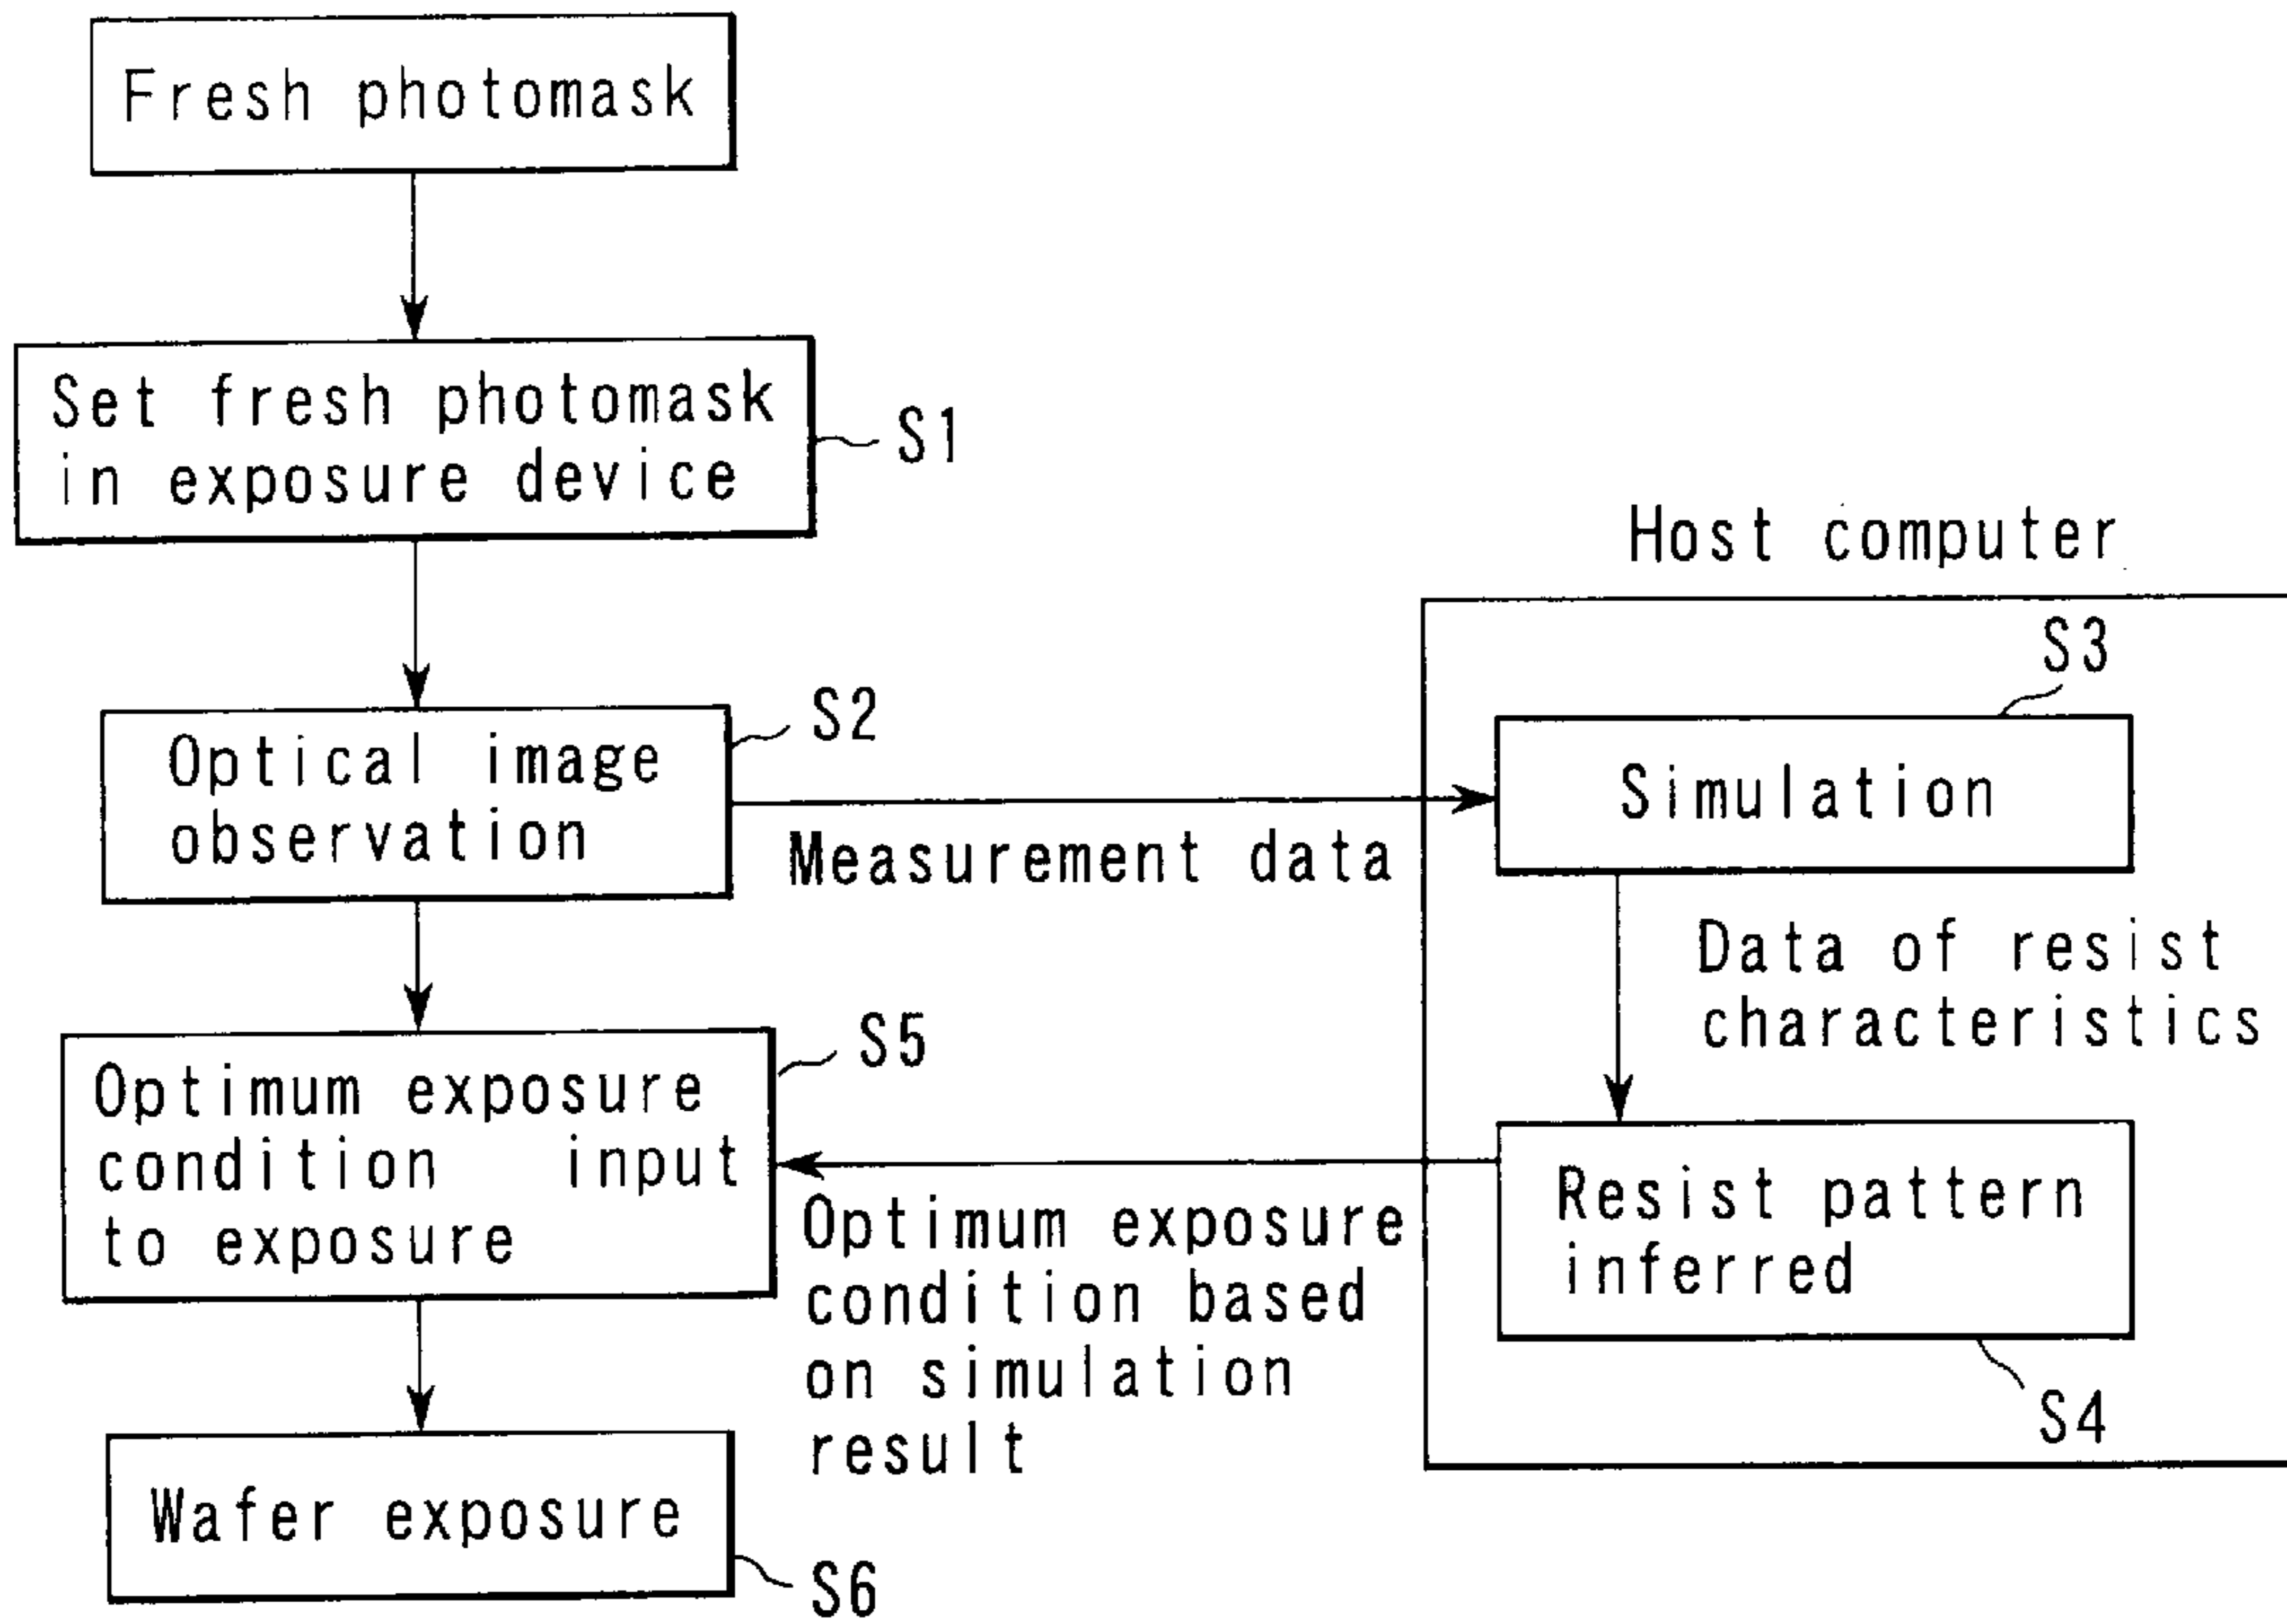 Fresh photomask
Set fresh photomask
in exposure device
S1
Host computer
S3
S2
Optical image
observation
Simulation
Measurement data
Data of resist
characteristics
S5
Optimum exposure
condition input
to exposure
Resist pattern
inferred
Optimum exposure
condition based
on simulation
result
S4
Wafer exposure
S6